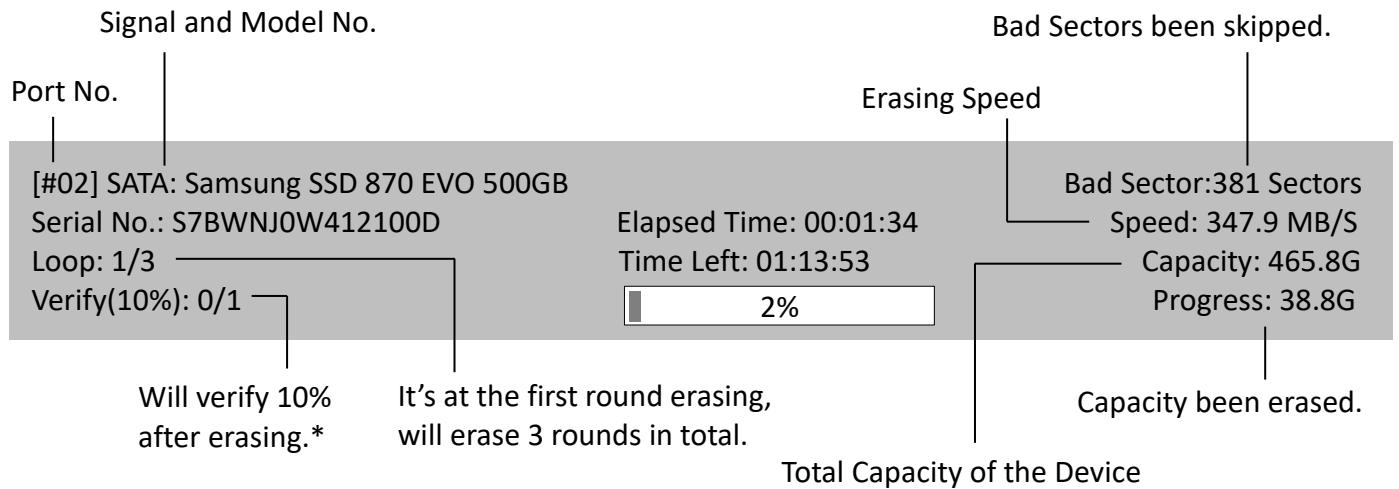 Signal and Model No.
Bad Sectors been skipped.
Port No.
Erasing Speed
[#02] SATA: Samsung SSD 870 EVO 500GB
Bad Sector:381 Sectors
Serial No.: S7BWNJ0W412100D
Elapsed Time: 00:01:34
Speed: 347.9 MB/S
Loop: 1/3
Time Left: 01:13:53
Capacity: 465.8G
Verify(10%): 0/1
2%
Progress: 38.8G
Will verify 10%
after erasing.*
It’s at the first round erasing,
will erase 3 rounds in total.
Capacity been erased.
Total Capacity of the Device